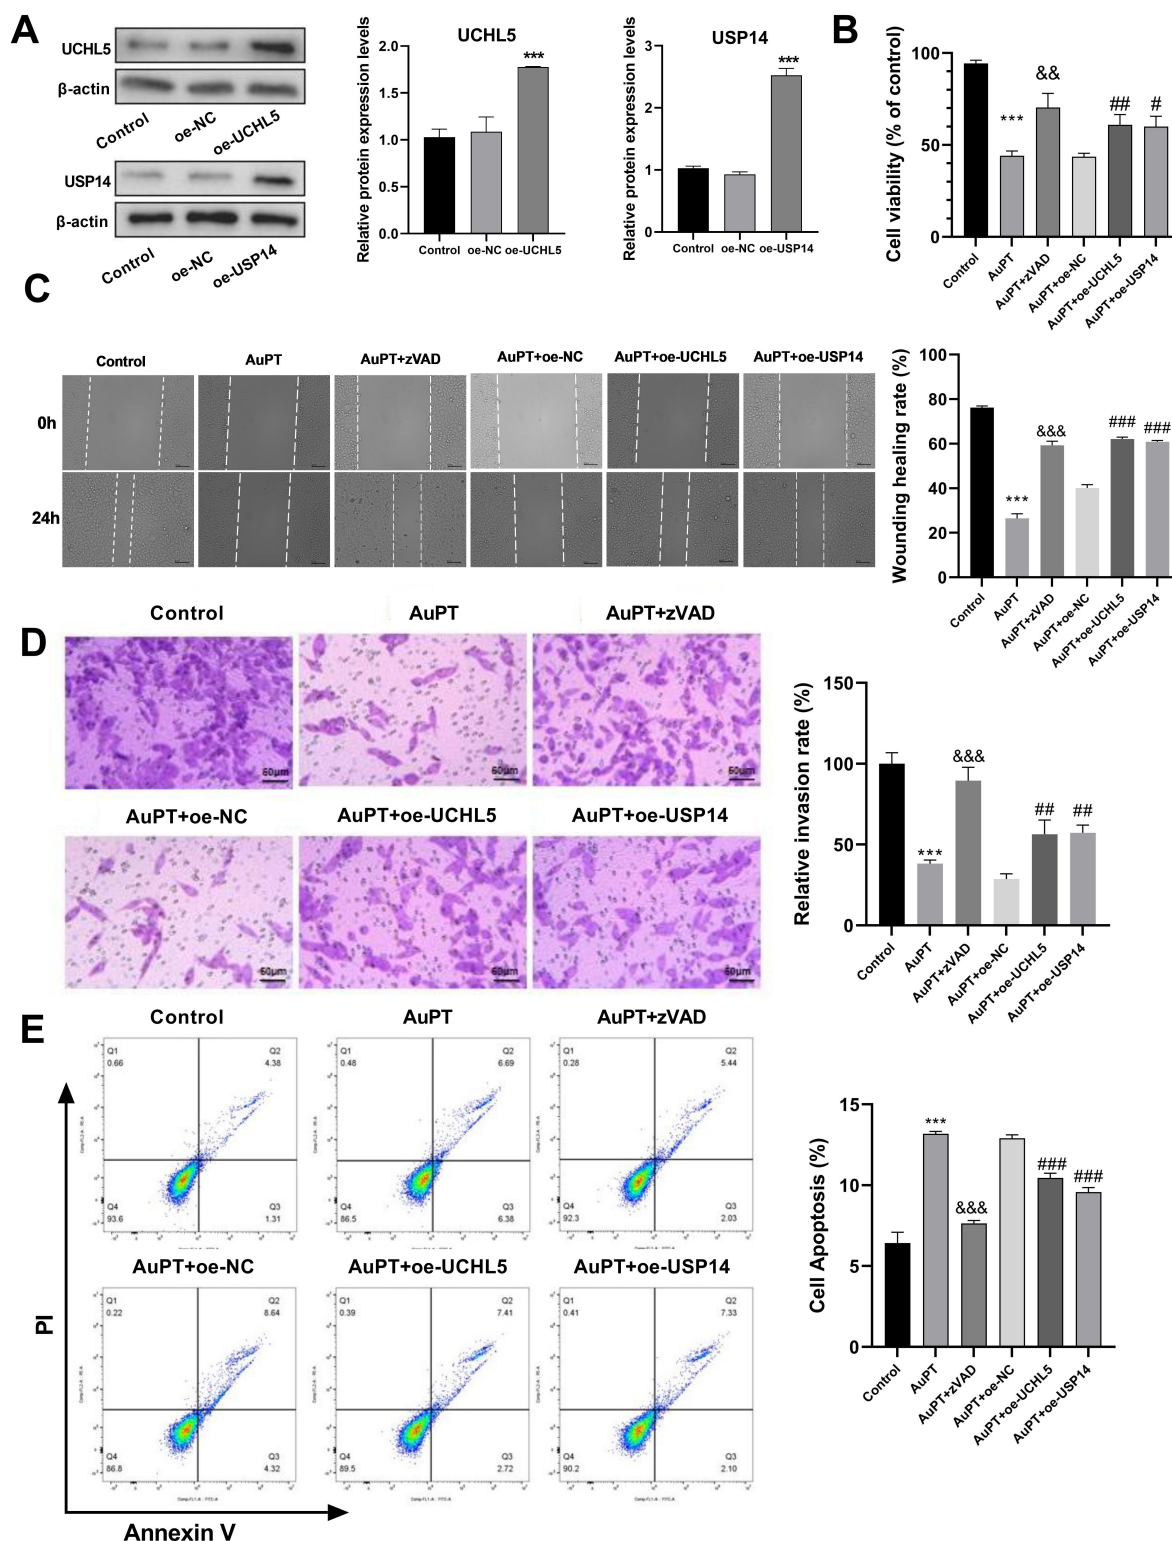 A
UCHL5
β-actin
Control
oe-NC
oe-UCHL5
USP14
β-actin
Control
oe-NC
oe-USP14
UCHL5
Relative protein expression levels
2.0
1.5
1.0
0.5
0.0
***
Control oe-NC oe-UCHL5
USP14
Relative protein expression levels
3
2
1
0
***
Control oe-NC oe-USP14
B
Cell viability (% of control)
100
50
0
***
&&
##
#
Control
AuPT
AuPT+zVAD
AuPT+oe-NC
AuPT+oe-UCHL5
AuPT+oe-USP14
C
Control AuPT AuPT+zVAD AuPT+oe-NC AuPT+oe-UCHL5 AuPT+oe-USP14
0h
24h
Wounding healing rate (%)
100
80
60
40
20
0
***
&&&
###
###
Control
AuPT
AuPT+zVAD
AuPT+oe-NC
AuPT+oe-UCHL5
AuPT+oe-USP14
D
Control AuPT AuPT+zVAD
50µm 50µm 50µm
AuPT+oe-NC AuPT+oe-UCHL5 AuPT+oe-USP14
50µm 50µm 50µm
Relative invasion rate (%)
150
100
50
0
***
&&&
##
##
Control
AuPT
AuPT+zVAD
AuPT+oe-NC
AuPT+oe-UCHL5
AuPT+oe-USP14
E
Control AuPT AuPT+zVAD
Q1 Q2 Q1 Q2 Q1 Q2
0.66 4.38 0.48 6.69 0.28 5.44
Q4 Q3 Q4 Q3 Q4 Q3
93.6 1.31 86.5 6.38 92.3 2.03
AuPT+oe-NC AuPT+oe-UCHL5 AuPT+oe-USP14
Q1 Q2 Q1 Q2 Q1 Q2
0.22 8.64 0.39 7.41 0.41 7.33
Q4 Q3 Q4 Q3 Q4 Q3
86.8 4.32 89.5 2.72 90.2 2.10
Comp-FL1-A :: FITC-A Comp-FL1-A :: FITC-A Comp-FL1-A :: FITC-A
PI
Annexin V
Cell Apoptosis (%)
15
10
5
0
***
&&&
###
###
Control
AuPT
AuPT+zVAD
AuPT+oe-NC
AuPT+oe-UCHL5
AuPT+oe-USP14